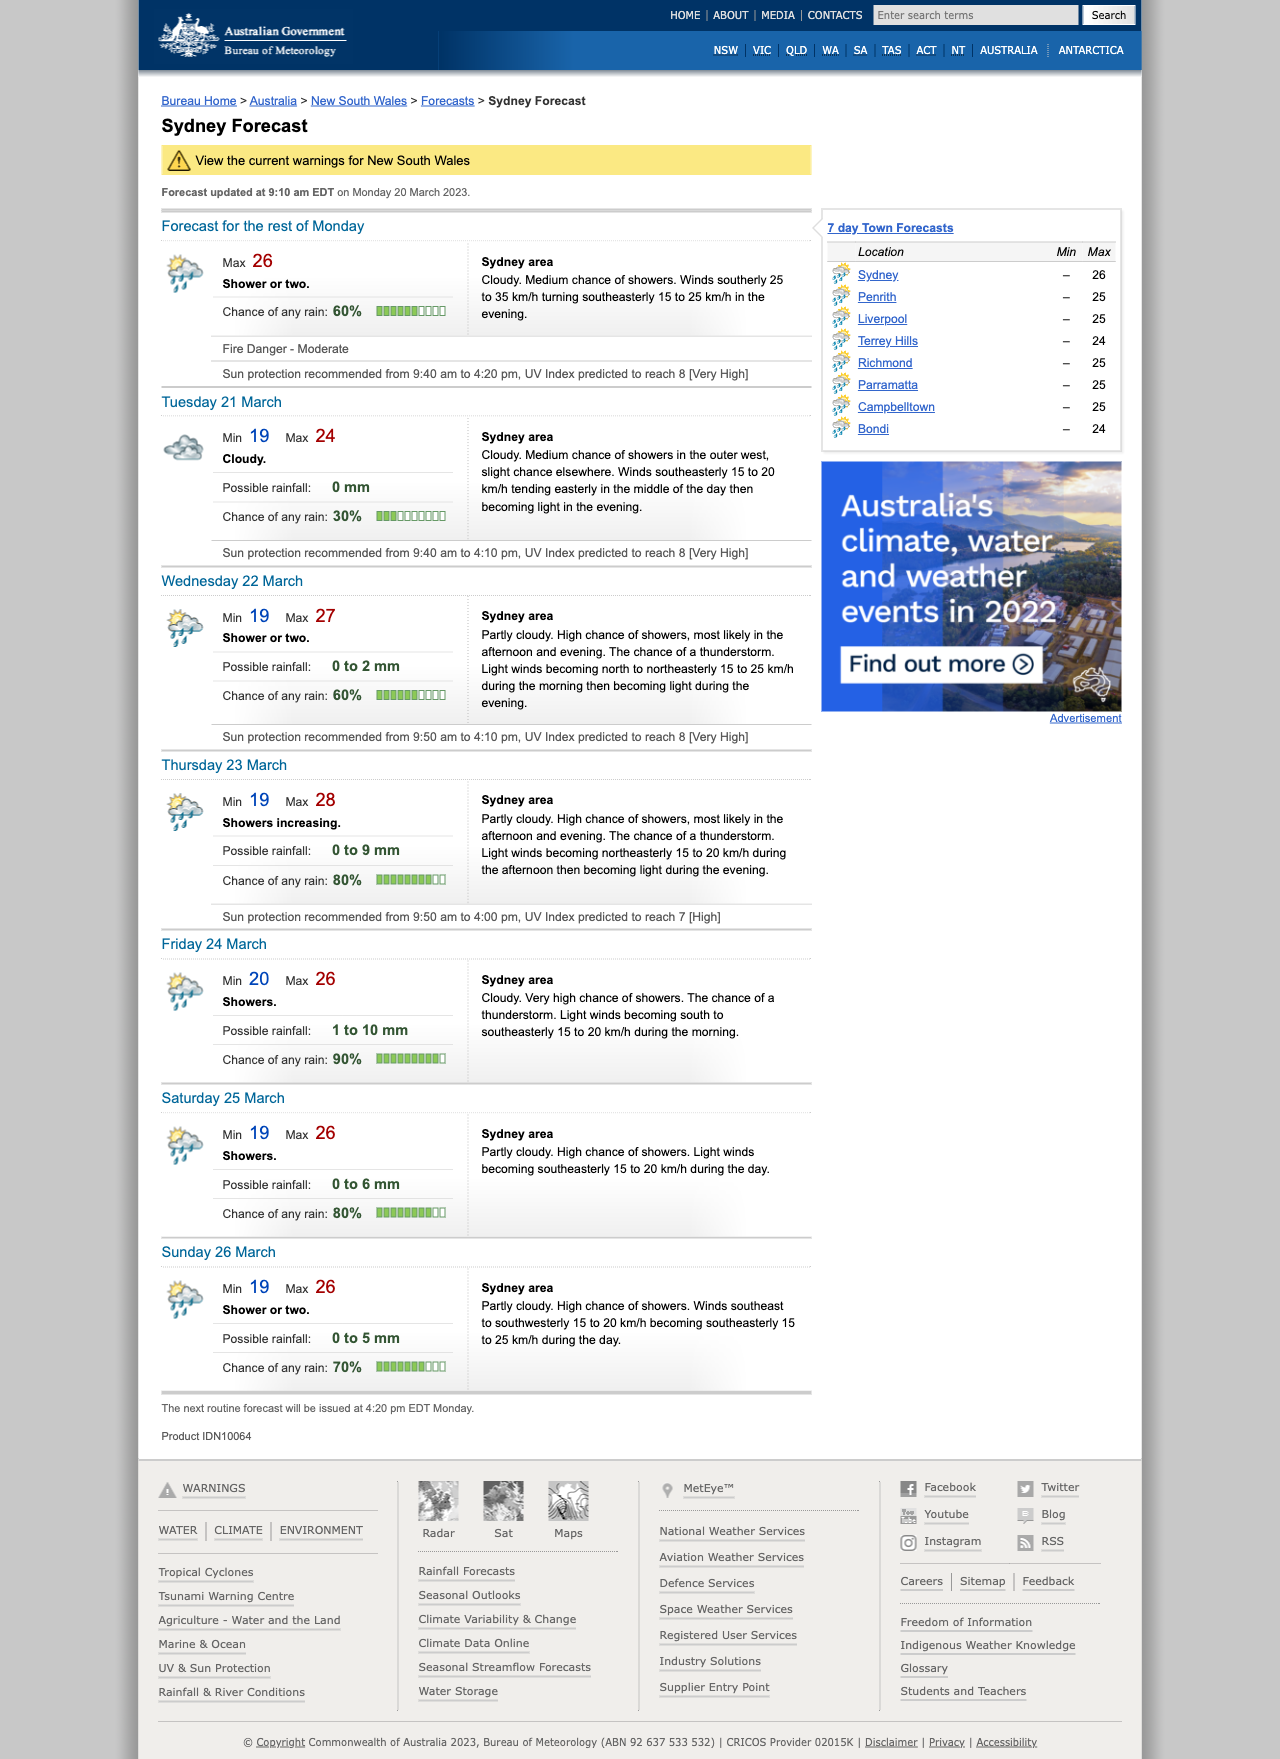 Australian Government
Bureau of Meteorology
HOME | ABOUT | MEDIA | CONTACTS
Enter search terms
Search
NSW VIC QLD WA SA TAS ACT NT AUSTRALIA ANTARCTICA
Bureau Home > Australia > New South Wales > Forecasts > Sydney Forecast
Sydney Forecast
View the current warnings for New South Wales
Forecast updated at 9:10 am EDT on Monday 20 March 2023.
Forecast for the rest of Monday
Max 26
Shower or two.
Chance of any rain: 60%
Sydney area
Cloudy. Medium chance of showers. Winds southerly 25
to 35 km/h turning southeasterly 15 to 25 km/h in the
evening.
Fire Danger - Moderate
Sun protection recommended from 9:40 am to 4:20 pm, UV Index predicted to reach 8 [Very High]
Tuesday 21 March
Min 19 Max 24
Cloudy.
Possible rainfall: 0 mm
Chance of any rain: 30%
Sydney area
Cloudy. Medium chance of showers in the outer west,
slight chance elsewhere. Winds southeasterly 15 to 20
km/h tending easterly in the middle of the day then
becoming light in the evening.
Sun protection recommended from 9:40 am to 4:10 pm, UV Index predicted to reach 8 [Very High]
Wednesday 22 March
Min 19 Max 27
Shower or two.
Possible rainfall: 0 to 2 mm
Chance of any rain: 60%
Sydney area
Partly cloudy. High chance of showers, most likely in the
afternoon and evening. The chance of a thunderstorm.
Light winds becoming north to northeasterly 15 to 25 km/h
during the morning then becoming light during the
evening.
Sun protection recommended from 9:50 am to 4:10 pm, UV Index predicted to reach 8 [Very High]
Thursday 23 March
Min 19 Max 28
Showers increasing.
Possible rainfall: 0 to 9 mm
Chance of any rain: 80%
Sydney area
Partly cloudy. High chance of showers, most likely in the
afternoon and evening. The chance of a thunderstorm.
Light winds becoming northeasterly 15 to 20 km/h during
the afternoon then becoming light during the evening.
Sun protection recommended from 9:50 am to 4:00 pm, UV Index predicted to reach 7 [High]
Friday 24 March
Min 20 Max 26
Showers.
Possible rainfall: 1 to 10 mm
Chance of any rain: 90%
Sydney area
Cloudy. Very high chance of showers. The chance of a
thunderstorm. Light winds becoming south to
southeasterly 15 to 20 km/h during the morning.
Saturday 25 March
Min 19 Max 26
Showers.
Possible rainfall: 0 to 6 mm
Chance of any rain: 80%
Sydney area
Partly cloudy. High chance of showers. Light winds
becoming southeasterly 15 to 20 km/h during the day.
Sunday 26 March
Min 19 Max 26
Shower or two.
Possible rainfall: 0 to 5 mm
Chance of any rain: 70%
Sydney area
Partly cloudy. High chance of showers. Winds southeast
to southwesterly 15 to 20 km/h becoming southeasterly 15
to 25 km/h during the day.
The next routine forecast will be issued at 4:20 pm EDT Monday.
Product IDN10064
7 day Town Forecasts
Location Min Max
Sydney – 26
Penrith – 25
Liverpool – 25
Terrey Hills – 24
Richmond – 25
Parramatta – 25
Campbelltown – 25
Bondi – 24
Australia's
climate, water
and weather
events in 2022
Find out more
Advertisement
WARNINGS
WATER | CLIMATE | ENVIRONMENT
Tropical Cyclones
Tsunami Warning Centre
Agriculture - Water and the Land
Marine & Ocean
UV & Sun Protection
Rainfall & River Conditions
Radar Sat Maps
Rainfall Forecasts
Seasonal Outlooks
Climate Variability & Change
Climate Data Online
Seasonal Streamflow Forecasts
Water Storage
MetEye™
National Weather Services
Aviation Weather Services
Defence Services
Space Weather Services
Registered User Services
Industry Solutions
Supplier Entry Point
Facebook Twitter
Youtube Blog
Instagram RSS
Careers | Sitemap | Feedback
Freedom of Information
Indigenous Weather Knowledge
Glossary
Students and Teachers
© Copyright Commonwealth of Australia 2023, Bureau of Meteorology (ABN 92 637 533 532) | CRICOS Provider 02015K | Disclaimer | Privacy | Accessibility